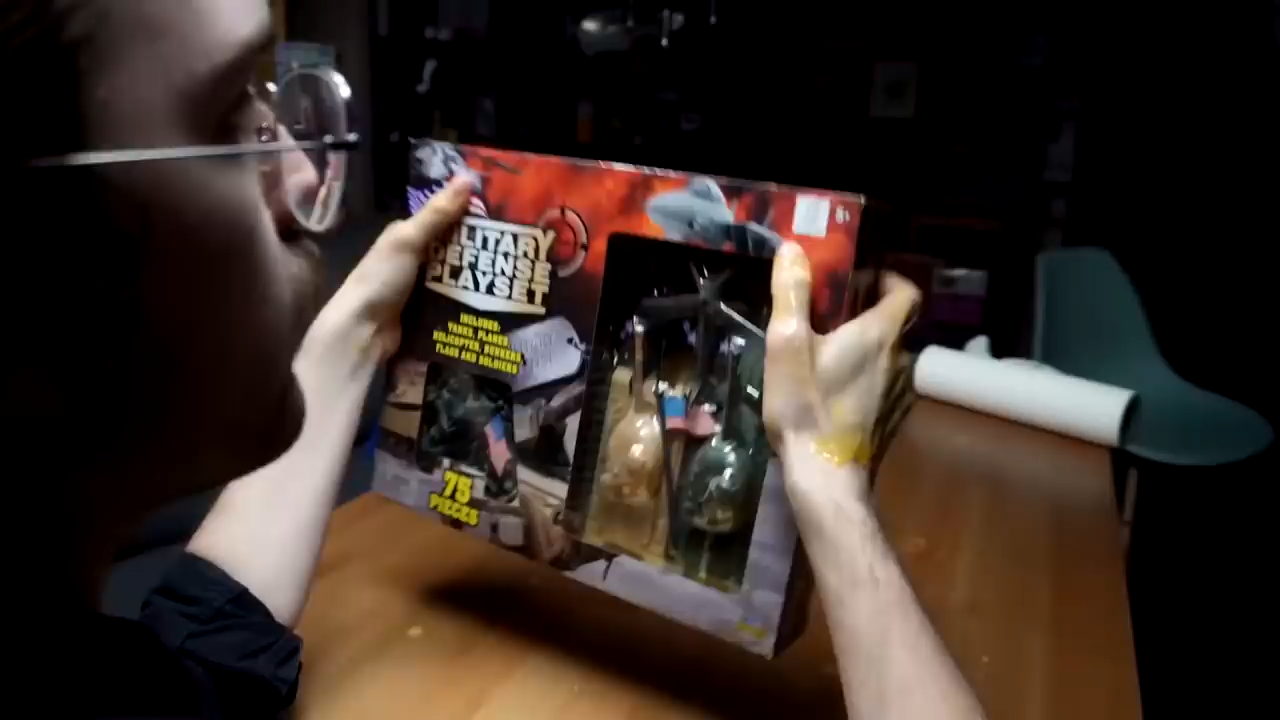 MILITARY
DEFENSE
PLAYSET
INCLUDES:
TANKS, PLANES,
HELICOPTER, BUNKERS
FLAGS AND SOLDIERS
75
PIECES